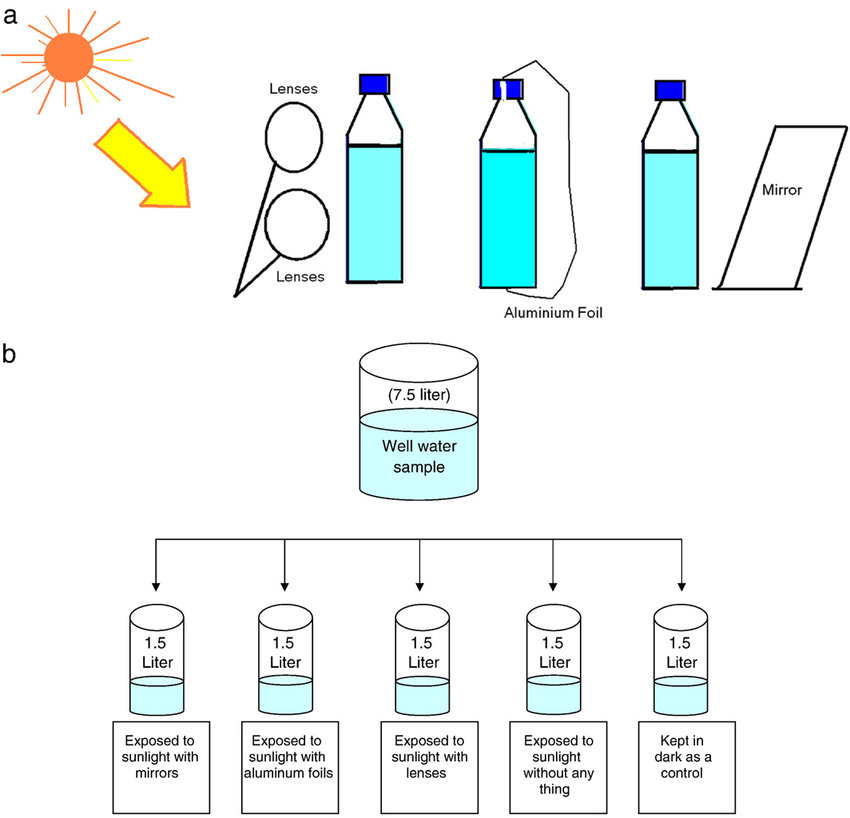 a
Lenses
Lenses
Aluminium Foil
Mirror
b
(7.5 liter)
Well water
sample
1.5
Liter
1.5
Liter
1.5
Liter
1.5
Liter
1.5
Liter
Exposed to
sunlight with
mirrors
Exposed to
sunlight with
aluminum foils
Exposed to
sunlight with
lenses
Exposed to
sunlight
without any
thing
Kept in
dark as a
control